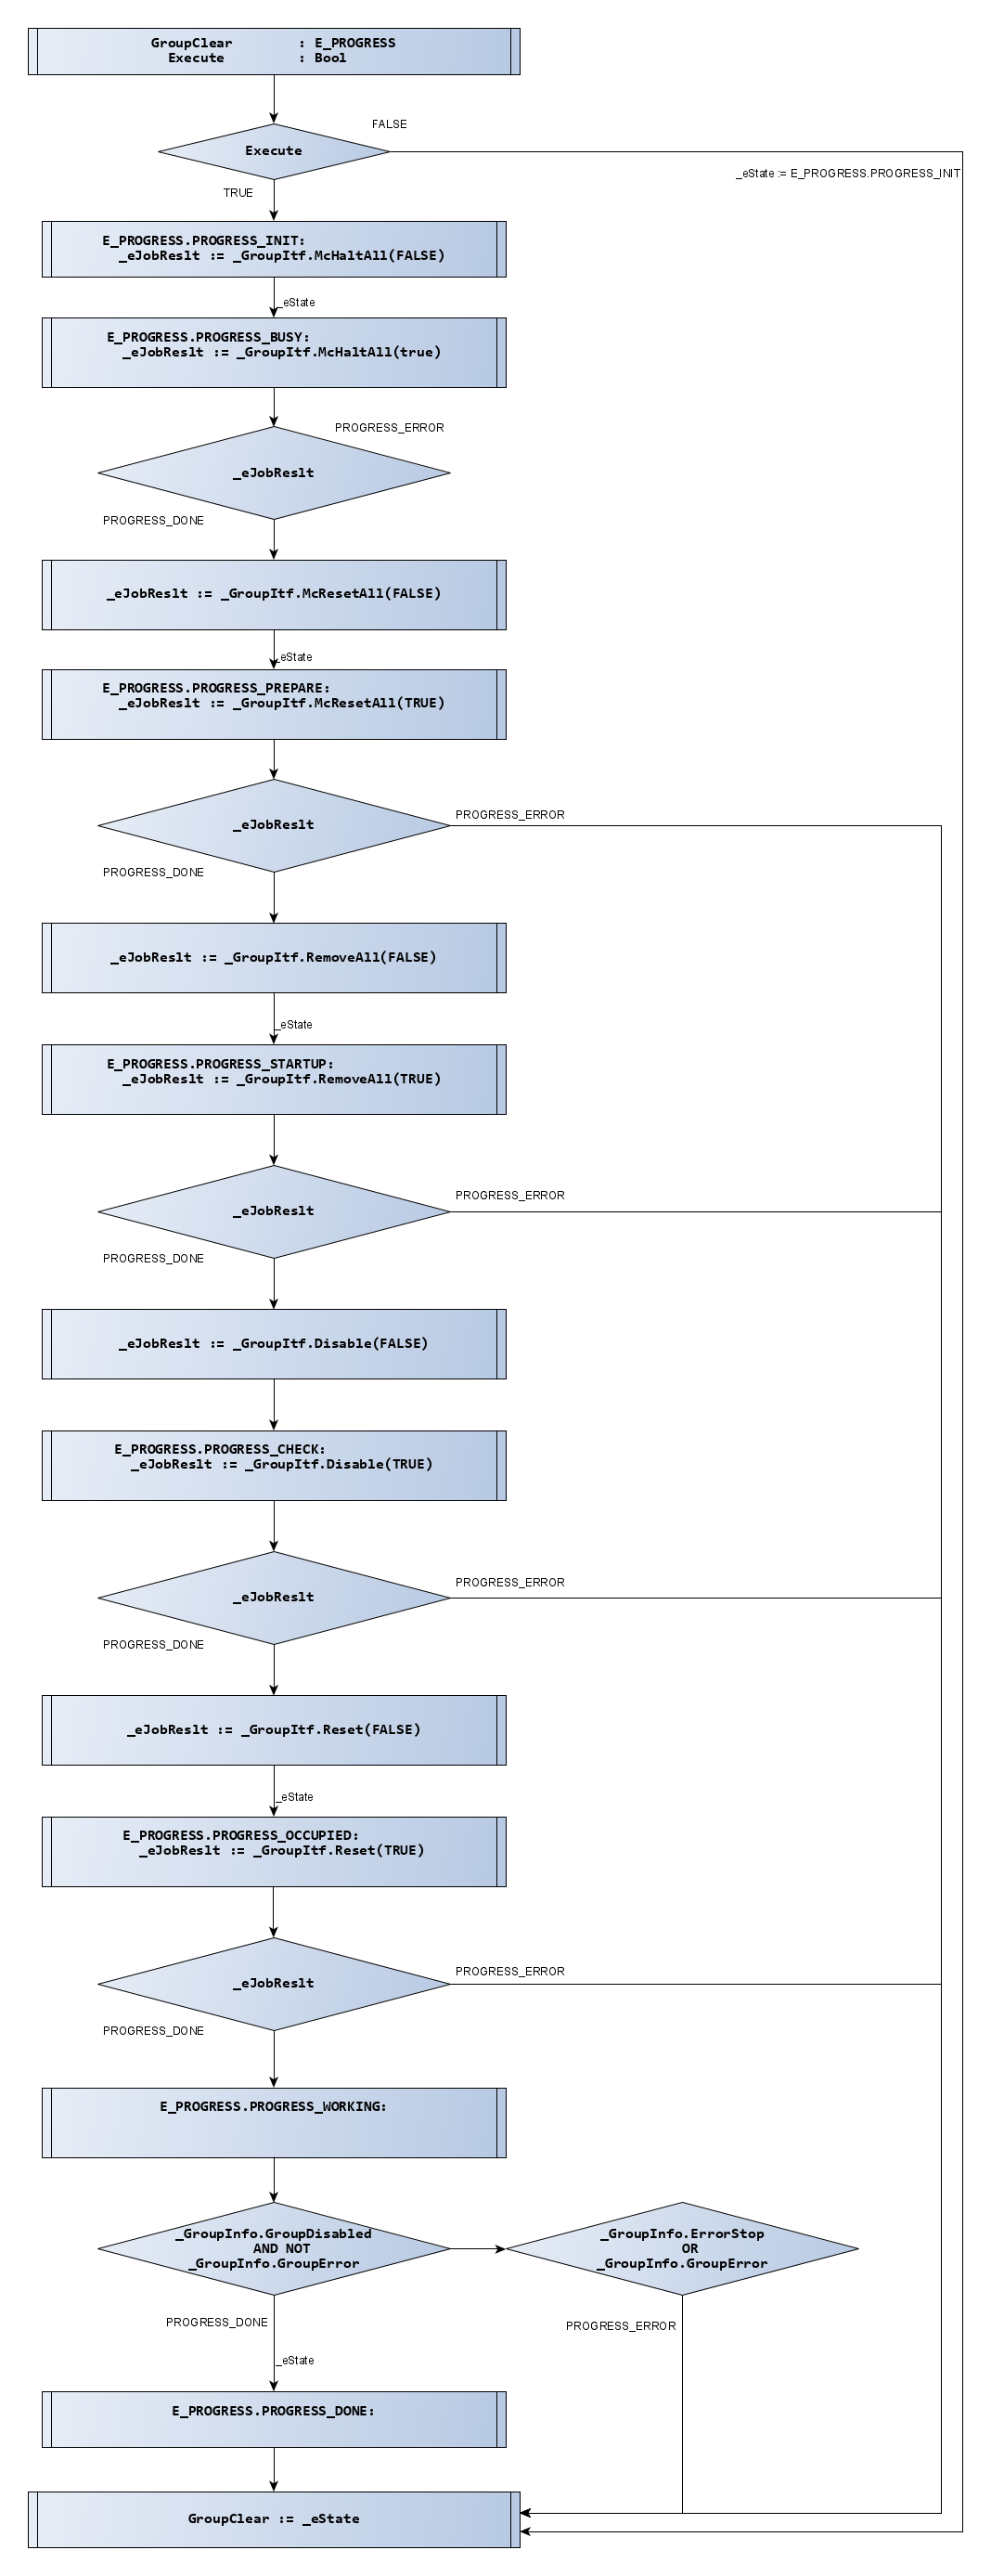 GroupClear : E_PROGRESS
Execute : Bool
FALSE
Execute
_eState := E_PROGRESS.PROGRESS_INIT
TRUE
E_PROGRESS.PROGRESS_INIT:
_eJobReslt := _GroupItf.McHaltAll(FALSE)
_eState
E_PROGRESS.PROGRESS_BUSY:
_eJobReslt := _GroupItf.McHaltAll(true)
PROGRESS_ERROR
_eJobReslt
PROGRESS_DONE
_eJobReslt := _GroupItf.McResetAll(FALSE)
_eState
E_PROGRESS.PROGRESS_PREPARE:
_eJobReslt := _GroupItf.McResetAll(TRUE)
PROGRESS_ERROR
_eJobReslt
PROGRESS_DONE
_eJobReslt := _GroupItf.RemoveAll(FALSE)
_eState
E_PROGRESS.PROGRESS_STARTUP:
_eJobReslt := _GroupItf.RemoveAll(TRUE)
PROGRESS_ERROR
_eJobReslt
PROGRESS_DONE
_eJobReslt := _GroupItf.Disable(FALSE)
E_PROGRESS.PROGRESS_CHECK:
_eJobReslt := _GroupItf.Disable(TRUE)
PROGRESS_ERROR
_eJobReslt
PROGRESS_DONE
_eJobReslt := _GroupItf.Reset(FALSE)
_eState
E_PROGRESS.PROGRESS_OCCUPIED:
_eJobReslt := _GroupItf.Reset(TRUE)
PROGRESS_ERROR
_eJobReslt
PROGRESS_DONE
E_PROGRESS.PROGRESS_WORKING:
_GroupInfo.GroupDisabled
AND NOT
_GroupInfo.GroupError
_GroupInfo.ErrorStop
OR
_GroupInfo.GroupError
PROGRESS_DONE
PROGRESS_ERROR
_eState
E_PROGRESS.PROGRESS_DONE:
GroupClear := _eState